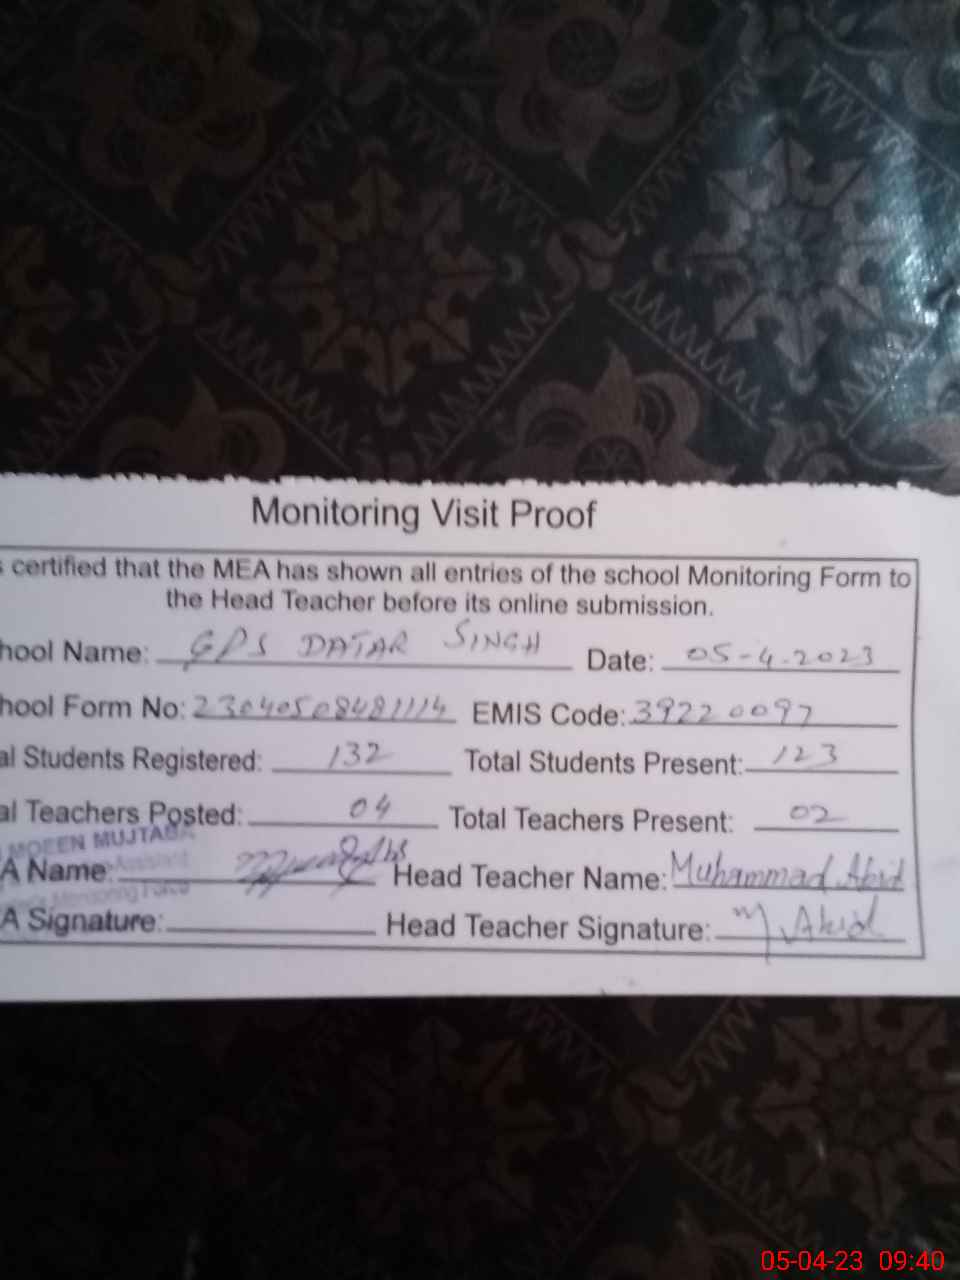 Monitoring Visit Proof
s certified that the MEA has shown all entries of the school Monitoring Form to
the Head Teacher before its online submission.
hool Name: GPS DATAR SINGH Date: 05-4-2023
hool Form No: 23040508481114 EMIS Code: 39220097
al Students Registered: 132 Total Students Present: 123
al Teachers Posted: 04 Total Teachers Present: 02
MOEEN MUJTABA
A Name: Head Teacher Name: Muhammad Abid
A Signature: Head Teacher Signature: M. Abid
05-04-23 09:40